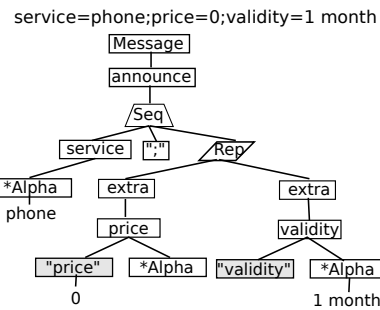 service=phone;price=0;validity=1 month
Message
announce
Seq
service ";" Rep
*Alpha extra extra
phone
price validity
"price" *Alpha "validity" *Alpha
0 1 month